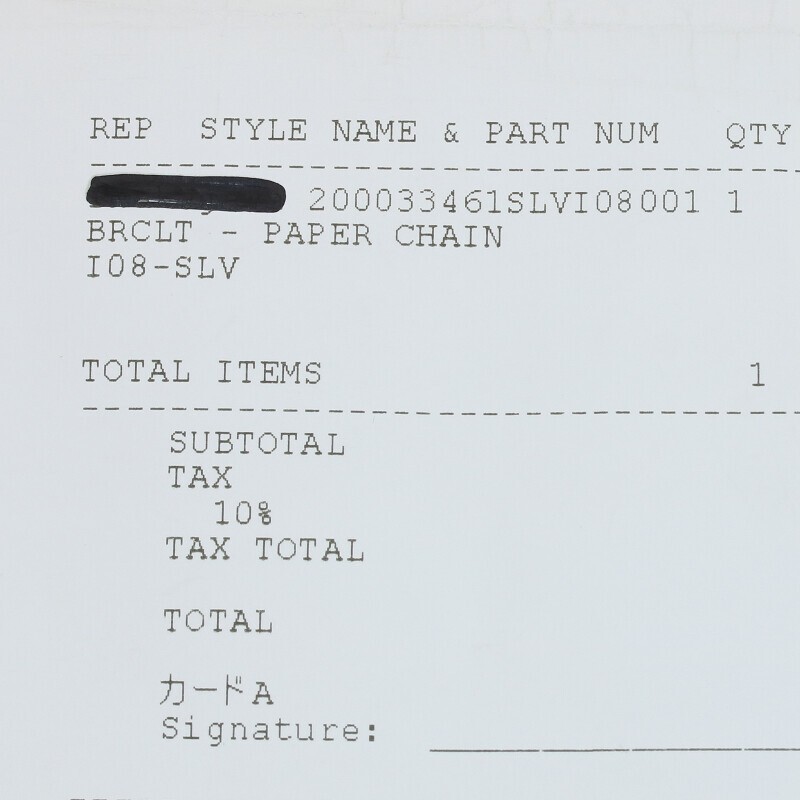 REP STYLE NAME & PART NUM QTY
200033461SLVI08001 1
BRCLT - PAPER CHAIN
I08-SLV
TOTAL ITEMS 1
SUBTOTAL
TAX
10%
TAX TOTAL
TOTAL
カードA
Signature: